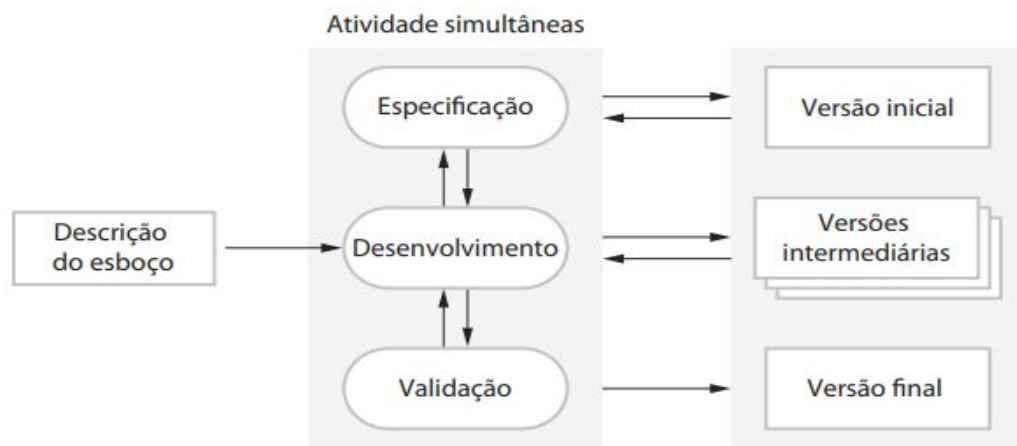 Atividade simultâneas
Especificação
Versão inicial
Descrição
do esboço
Desenvolvimento
Versões
intermediárias
Validação
Versão final